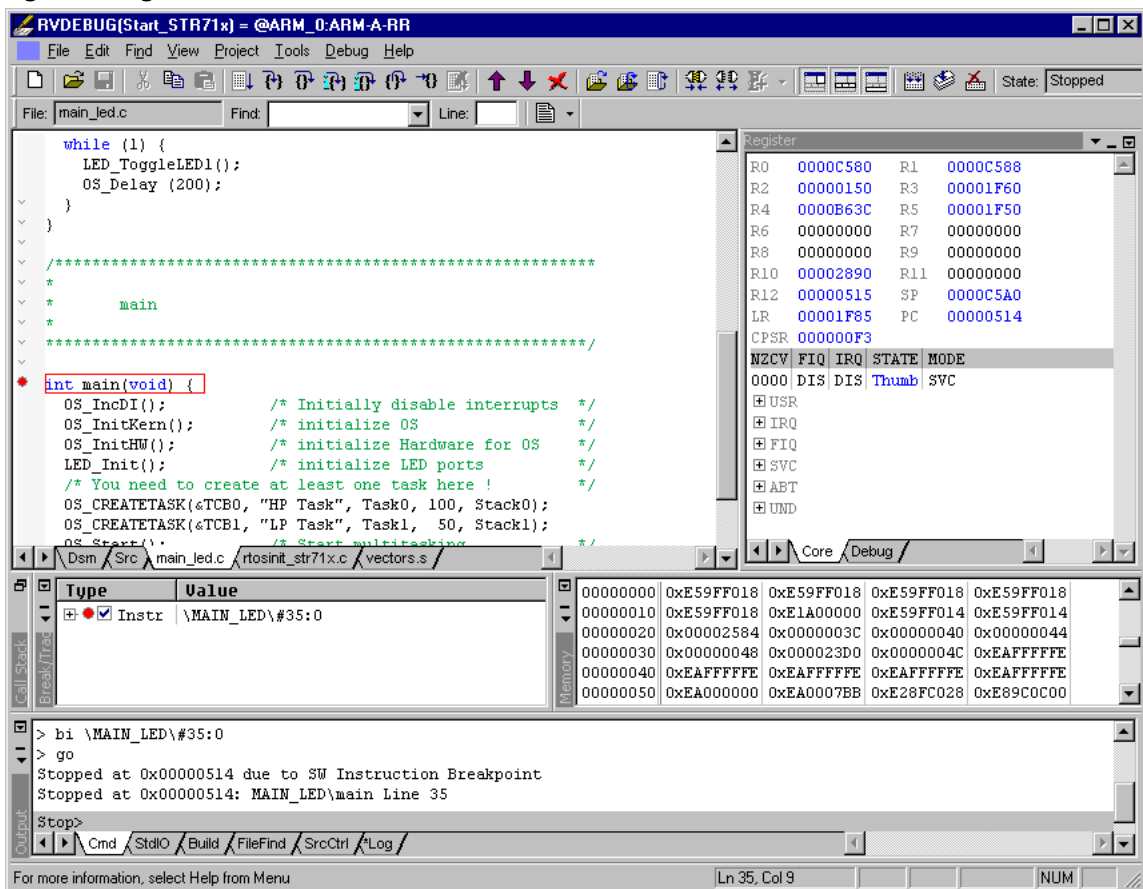 RVDEBUG(Start_STR71x) = @ARM_0:ARM-A-RR
File Edit Find View Project Tools Debug Help
State: Stopped
File: main_led.c Find: Line:
while (1) {
LED_ToggleLED1();
OS_Delay (200);
}
}
/**********************************************************
*
* main
*
**********************************************************/
int main(void) {
OS_IncDI(); /* Initially disable interrupts */
OS_InitKern(); /* initialize OS */
OS_InitHW(); /* initialize Hardware for OS */
LED_Init(); /* initialize LED ports */
/* You need to create at least one task here ! */
OS_CREATETASK(&TCB0, "HP Task", Task0, 100, Stack0);
OS_CREATETASK(&TCB1, "LP Task", Task1, 50, Stack1);
OS_Start(); /* Start multitasking */
Dsm Src main_led.c rtosinit_str71x.c vectors.s
Register
R0 0000C580 R1 0000C588
R2 00000150 R3 00001F60
R4 0000B63C R5 00001F50
R6 00000000 R7 00000000
R8 00000000 R9 00000000
R10 00002890 R11 00000000
R12 00000515 SP 0000C5A0
LR 00001F85 PC 00000514
CPSR 000000F3
NZCV FIQ IRQ STATE MODE
0000 DIS DIS Thumb SVC
USR
IRQ
FIQ
SVC
ABT
UND
Core Debug
Call Stack
Break/Trac
Type Value
Instr \MAIN_LED\#35:0
Memory
00000000 0xE59FF018 0xE59FF018 0xE59FF018 0xE59FF018
00000010 0xE59FF018 0xE1A00000 0xE59FF014 0xE59FF014
00000020 0x00002584 0x0000003C 0x00000040 0x00000044
00000030 0x00000048 0x000023D0 0x0000004C 0xEAFFFFFE
00000040 0xEAFFFFFE 0xEAFFFFFE 0xEAFFFFFE 0xEAFFFFFE
00000050 0xEA000000 0xEA0007BB 0xE28FC028 0xE89C0C00
Output
> bi \MAIN_LED\#35:0
> go
Stopped at 0x00000514 due to SW Instruction Breakpoint
Stopped at 0x00000514: MAIN_LED\main Line 35
Stop>
Cmd StdIO Build FileFind SrcCtrl *Log
For more information, select Help from Menu
Ln 35, Col 9
NUM